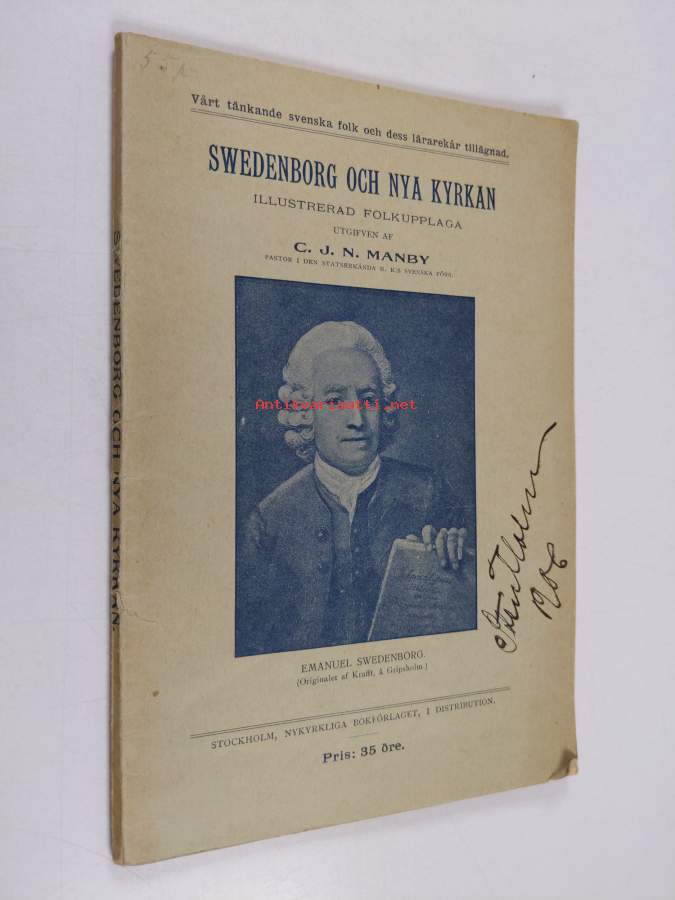 55
Vårt tänkande svenska folk och dess lärarekår tillägnad.
SWEDENBORG OCH NYA KYRKAN
ILLUSTRERAD FOLKUPPLAGA
UTGIFVEN AF
C. J. N. MANBY
PASTOR I DEN STATSERKÄNDA N. K:S SVENSKA FÖRS.
Antikvariaatti.net
EMANUEL SWEDENBORG.
(Originalet af Krafft, å Gripsholm.)
STOCKHOLM, NYKYRKLIGA BOKFÖRLAGET, I DISTRIBUTION.
Pris: 35 öre.
1906
SWEDENBORG OCH NYA KYRKAN.